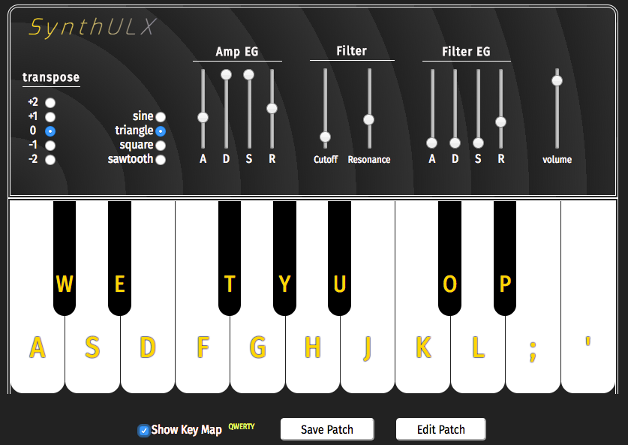 SynthULX
transpose
+2
+1
0
-1
-2
sine
triangle
square
sawtooth
Amp EG
A D S R
Filter
Cutoff Resonance
Filter EG
A D S R
volume
W E T Y U O P
A S D F G H J K L ; '
Show Key Map QWERTY
Save Patch
Edit Patch